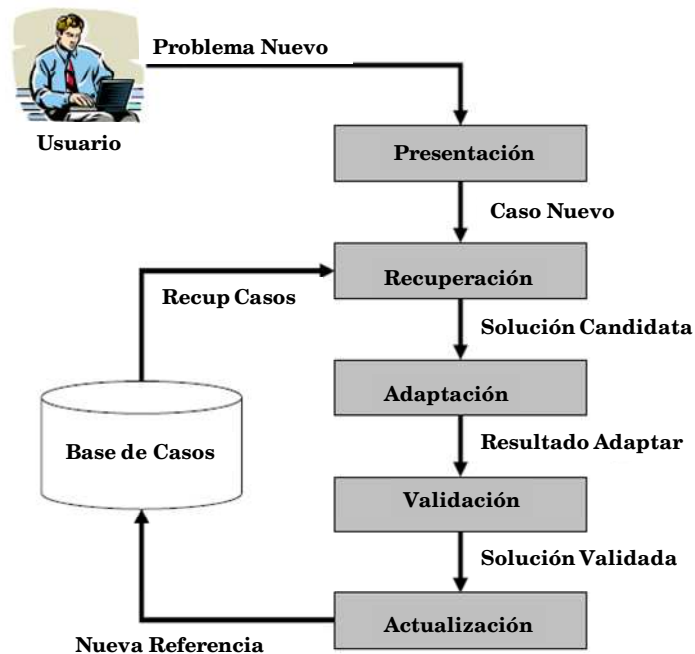 Problema Nuevo
Usuario
Presentación
Caso Nuevo
Recuperación
Recup Casos
Solución Candidata
Adaptación
Base de Casos
Resultado Adaptar
Validación
Solución Validada
Actualización
Nueva Referencia